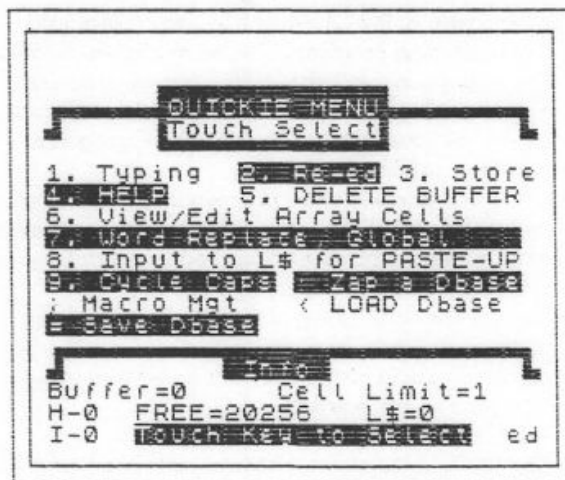 QUICKIE MENU
Touch Select
1. Typing 2. Re-ed 3. Store
4. HELP 5. DELETE BUFFER
6. View/Edit Array Cells
7. Word Replace, Global
8. Input to L$ for PASTE-UP
9. Cycle Caps : Zap a Dbase
; Macro Mgt < LOAD Dbase
= Save Dbase
Info
Buffer=0 Cell Limit=1
H-0 FREE=20256 L$=0
I-0 Touch Key to Select ed